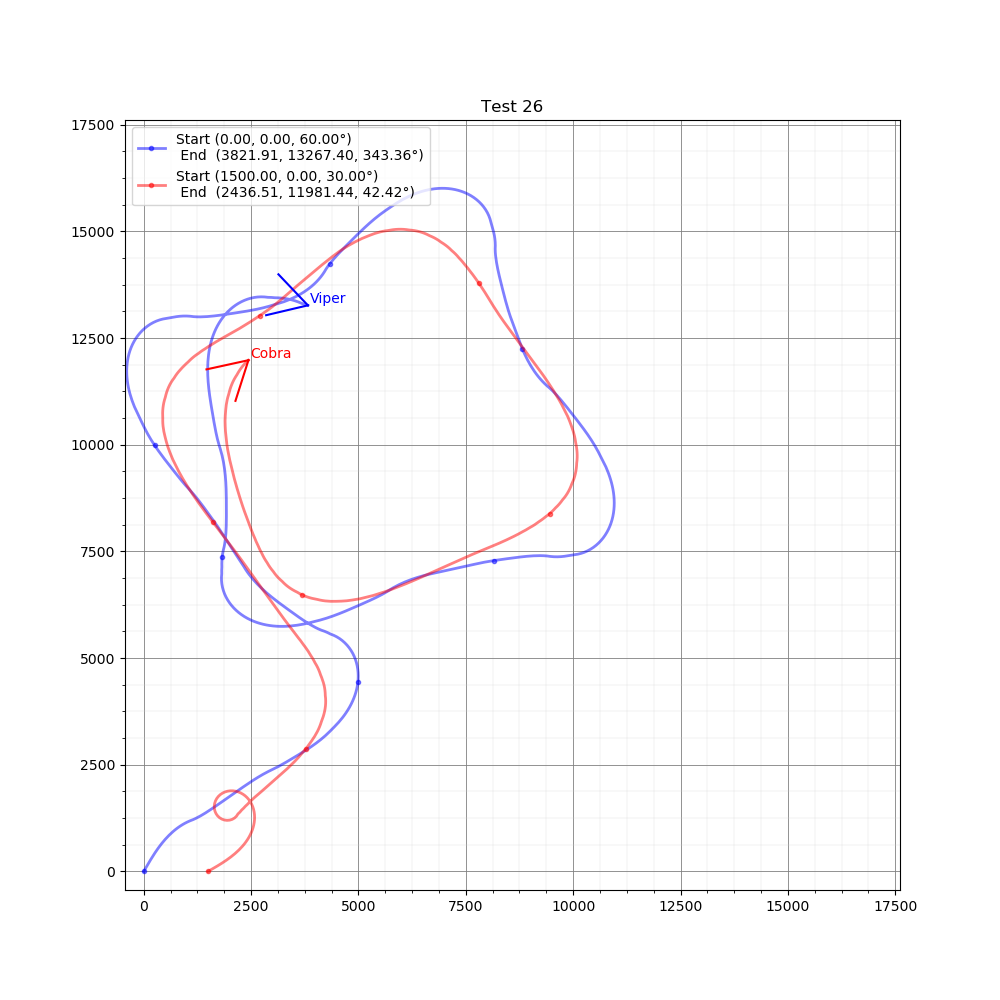 Test 26
Start (0.00, 0.00, 60.00°)
End  (3821.91, 13267.40, 343.36°)
Start (1500.00, 0.00, 30.00°)
End  (2436.51, 11981.44, 42.42°)
17500
15000
12500
10000
7500
5000
2500
0
Viper
Cobra
0 2500 5000 7500 10000 12500 15000 17500